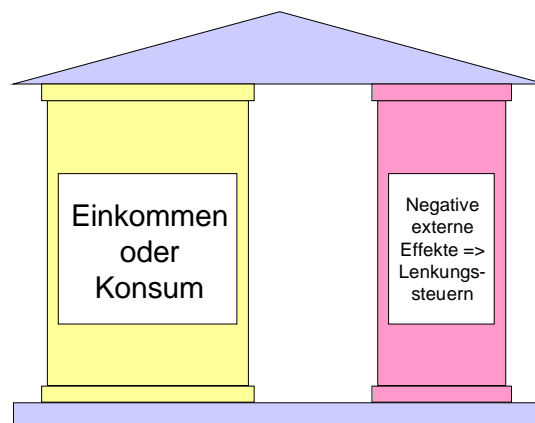 Einkommen
oder
Konsum
Negative
externe
Effekte =>
Lenkungs-
steuern